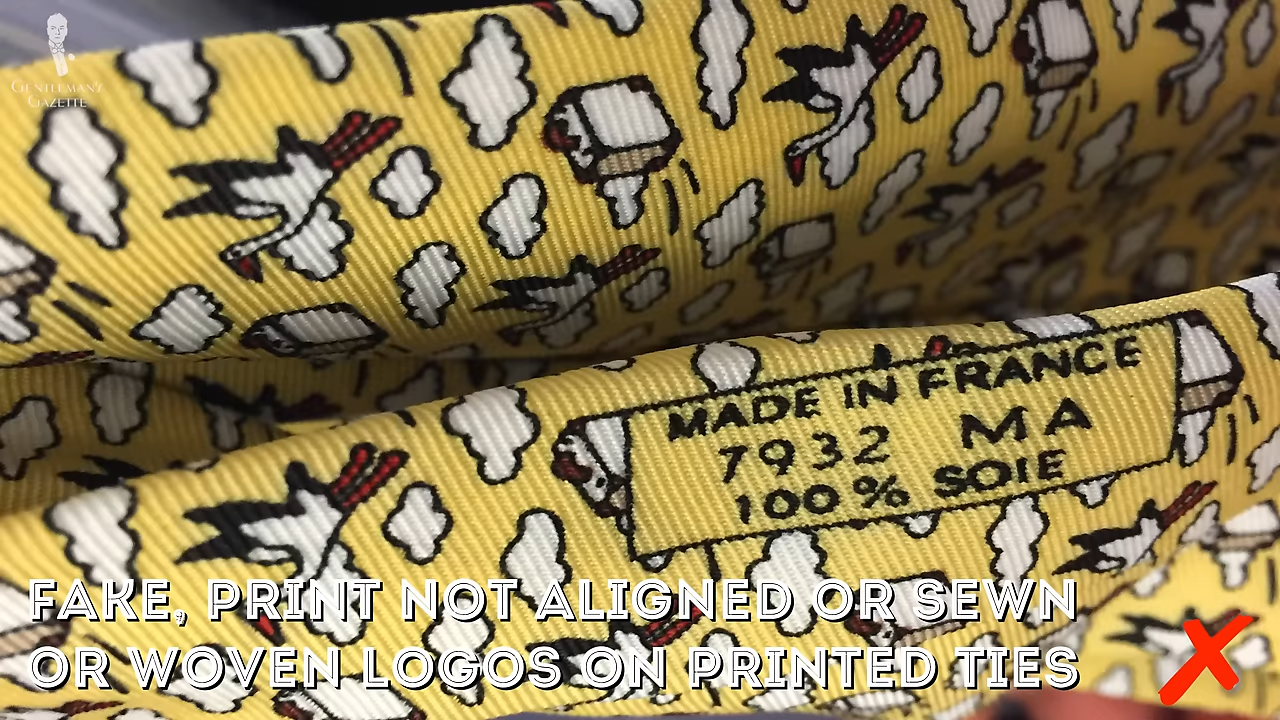 GENTLEMAN'S
GAZETTE
MADE IN FRANCE
7932 MA
100% SOIE
FAKE, PRINT NOT ALIGNED OR SEWN
OR WOVEN LOGOS ON PRINTED TIES